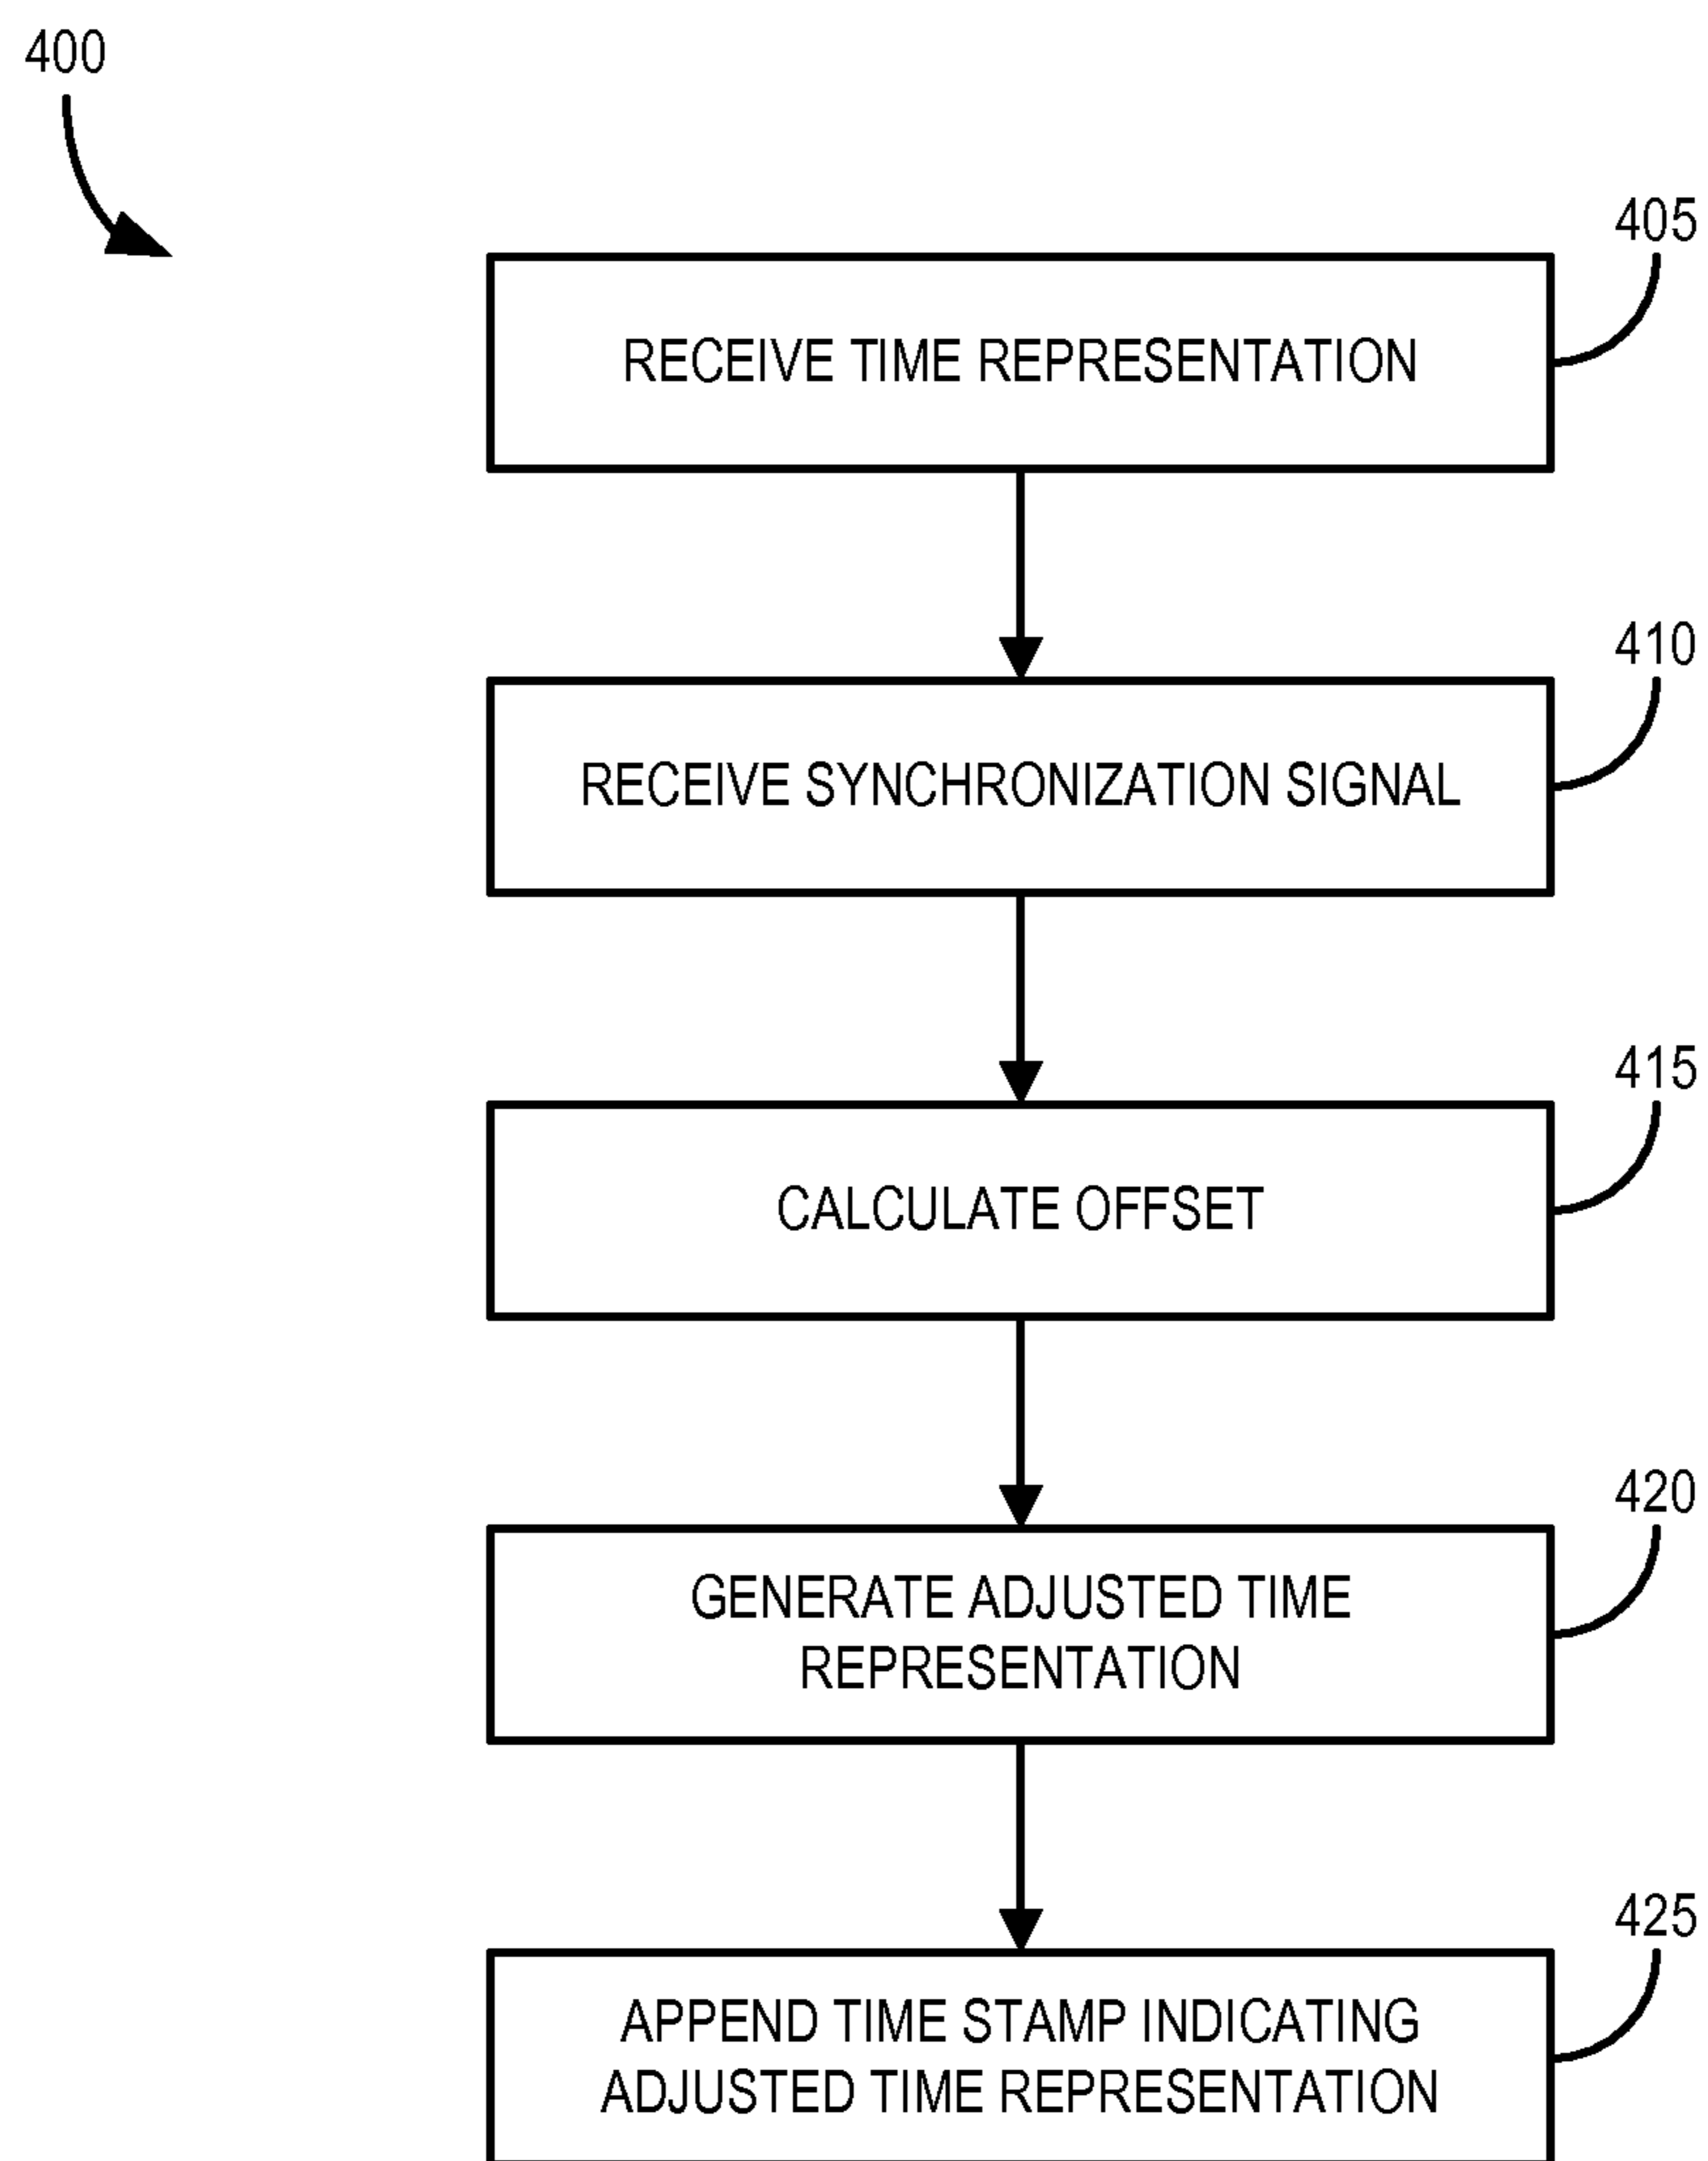 400
405
RECEIVE TIME REPRESENTATION
410
RECEIVE SYNCHRONIZATION SIGNAL
415
CALCULATE OFFSET
420
GENERATE ADJUSTED TIME
REPRESENTATION
425
APPEND TIME STAMP INDICATING
ADJUSTED TIME REPRESENTATION